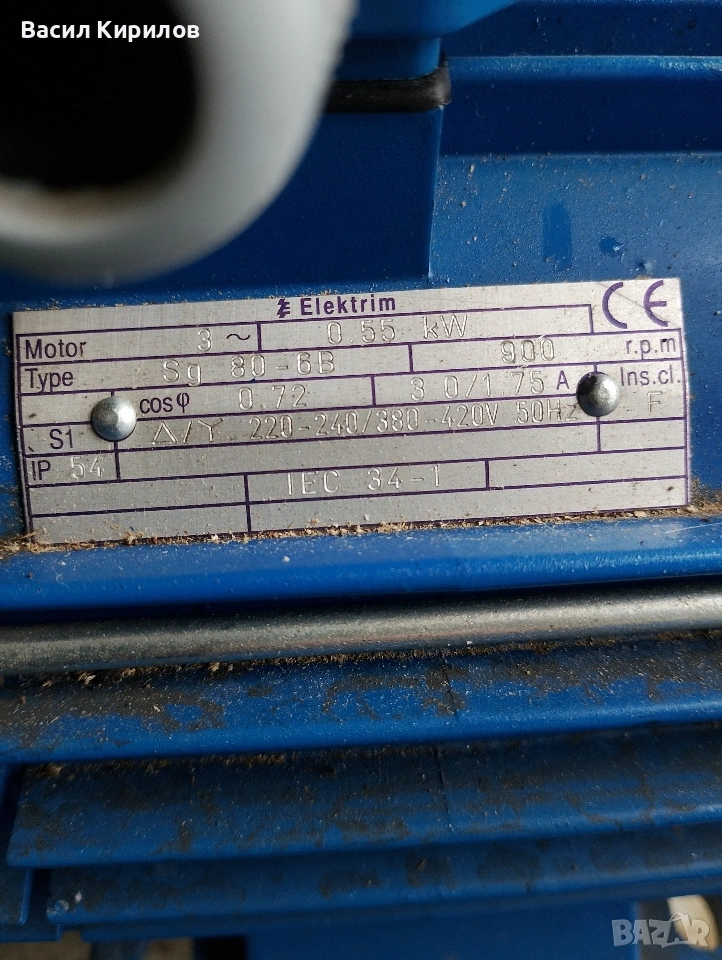 Васил Кирилов
Elektrim
Motor 3 ~ 0.55 kW
Type Sg 80-6B 900 r.p.m
cosφ 0.72 3.0/1.75 A Ins.cl.
S1 Δ/Y 220-240/380-420V 50Hz F
IP 54
IEC 34-1
CE
BAZAR